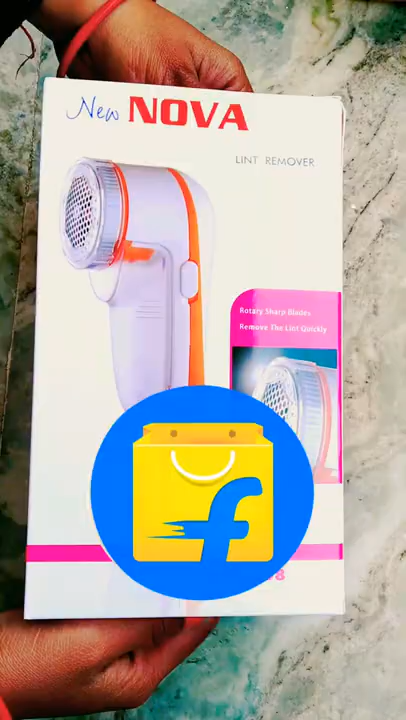 New NOVA
LINT REMOVER
Rotary Sharp Blades
Remove The Lint Quickly
f